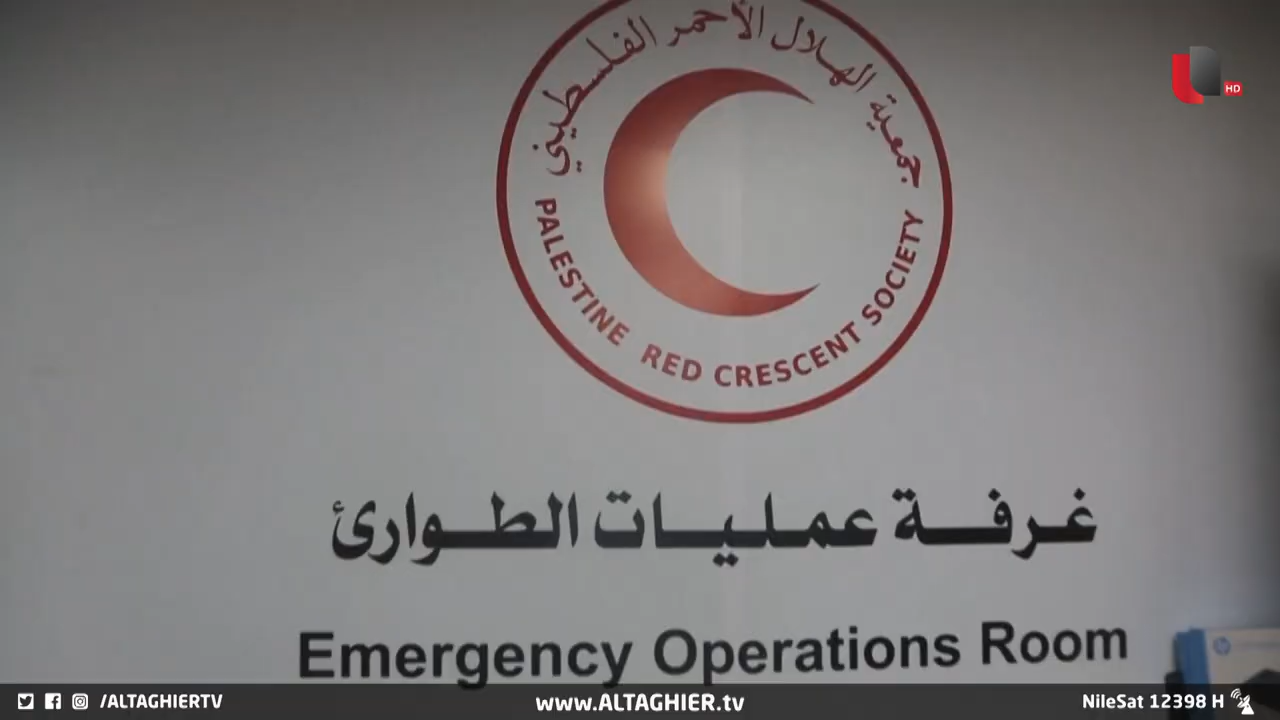 جمعية الهلال الأحمر الفلسطيني
PALESTINE RED CRESCENT SOCIETY
HD
غرفة عمليات الطوارئ
Emergency Operations Room
hp
/ALTAGHIERTV
www.ALTAGHIER.tv
NileSat 12398 H